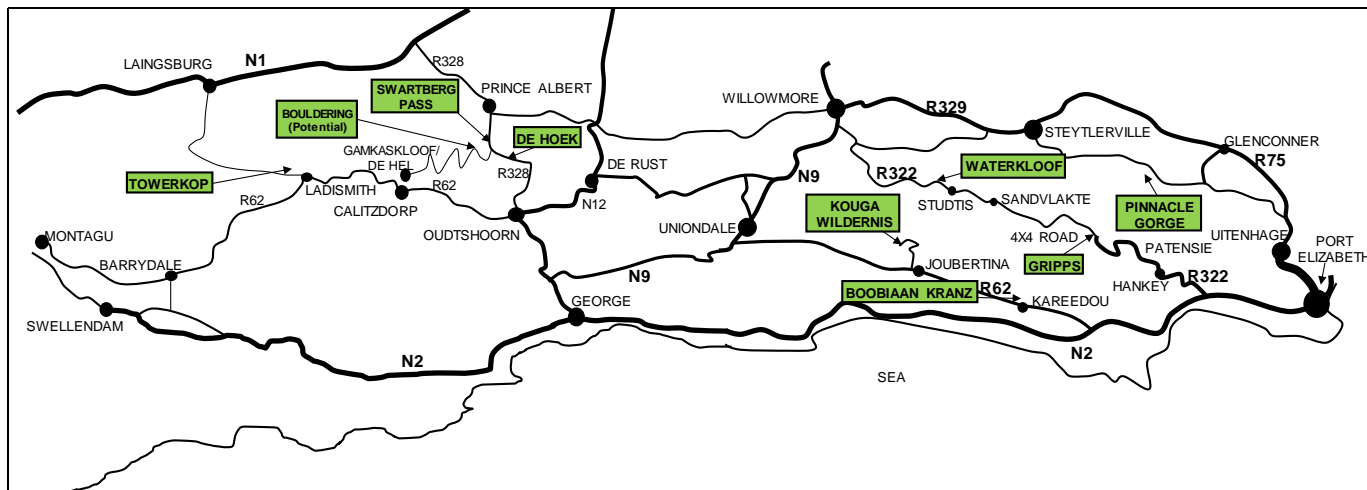 N1
R328
LAINGSBURG
SWARTBERG
PASS
PRINCE ALBERT
WILLOWMORE
R329
BOULDERING
(Potential)
DE HOEK
STEYTLERVILLE
GLENCONNER
GAMKASKLOOF/
DE HEL
R328
DE RUST
WATERKLOOF
R75
TOWERKOP
LADISMITH
R62
N9
R322
STUDTIS
R62
CALITZDORP
N12
KOUGA
WILDERNIS
SANDVLAKTE
PINNACLE
GORGE
MONTAGU
OUDTSHOORN
UNIONDALE
4X4 ROAD
PATENSIE
UITENHAGE
PORT
ELIZABETH
BARRYDALE
N9
JOUBERTINA
GRIPPS
HANKEY
R322
BOOBIAAN KRANZ
R62
KAREEDOU
SWELLENDAM
GEORGE
N2
N2
SEA